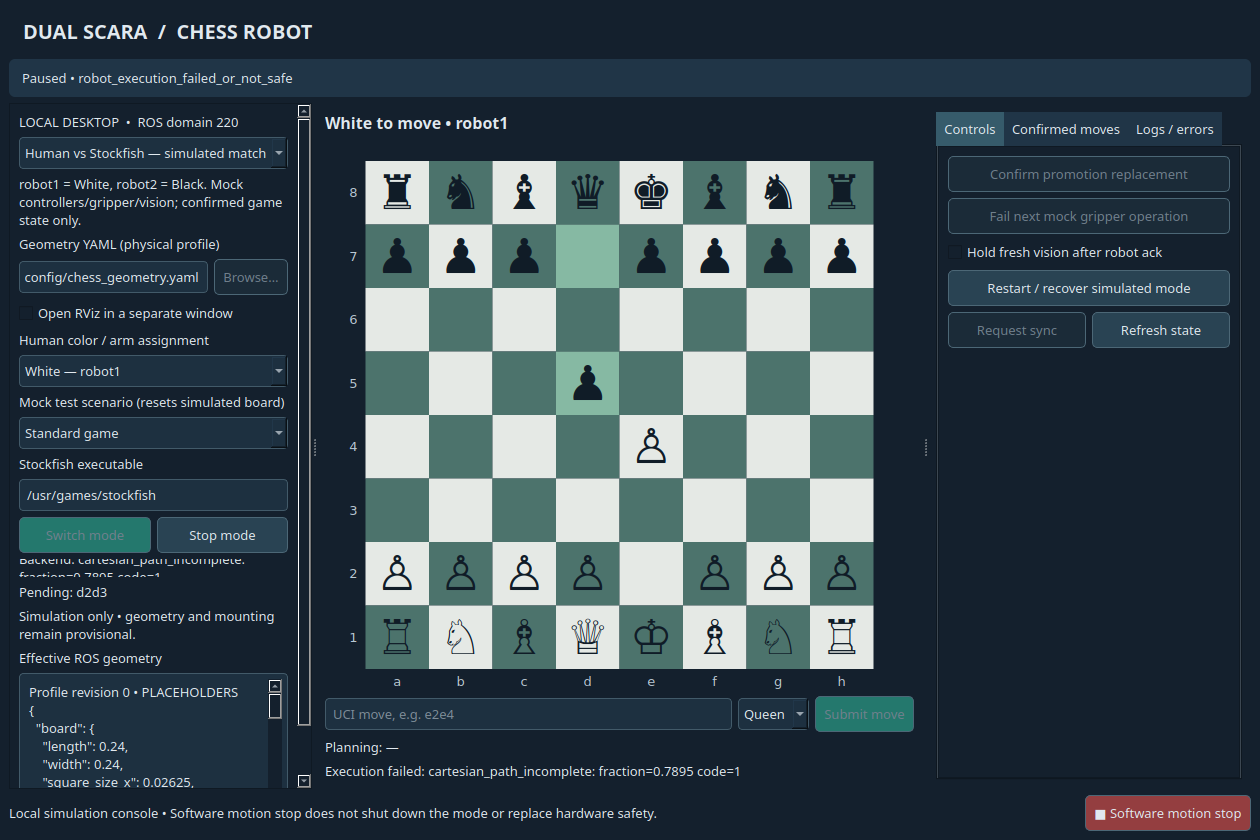 DUAL SCARA / CHESS ROBOT
Paused • robot_execution_failed_or_not_safe
LOCAL DESKTOP • ROS domain 220
Human vs Stockfish — simulated match
robot1 = White, robot2 = Black. Mock
controllers/gripper/vision; confirmed game
state only.
Geometry YAML (physical profile)
config/chess_geometry.yaml
Browse...
Open RViz in a separate window
Human color / arm assignment
White — robot1
Mock test scenario (resets simulated board)
Standard game
Stockfish executable
/usr/games/stockfish
Switch mode
Stop mode
Backend: cartesian_path_incomplete:
fraction=0.7895 code=1
Pending: d2d3
Simulation only • geometry and mounting
remain provisional.
Effective ROS geometry
Profile revision 0 • PLACEHOLDERS
{
"board": {
"length": 0.24,
"width": 0.24,
"square_size_x": 0.02625,
White to move • robot1
8
7
6
5
4
3
2
1
a b c d e f g h
UCI move, e.g. e2e4
Queen
Submit move
Planning: —
Execution failed: cartesian_path_incomplete: fraction=0.7895 code=1
Controls
Confirmed moves
Logs / errors
Confirm promotion replacement
Fail next mock gripper operation
Hold fresh vision after robot ack
Restart / recover simulated mode
Request sync
Refresh state
Local simulation console • Software motion stop does not shut down the mode or replace hardware safety.
Software motion stop